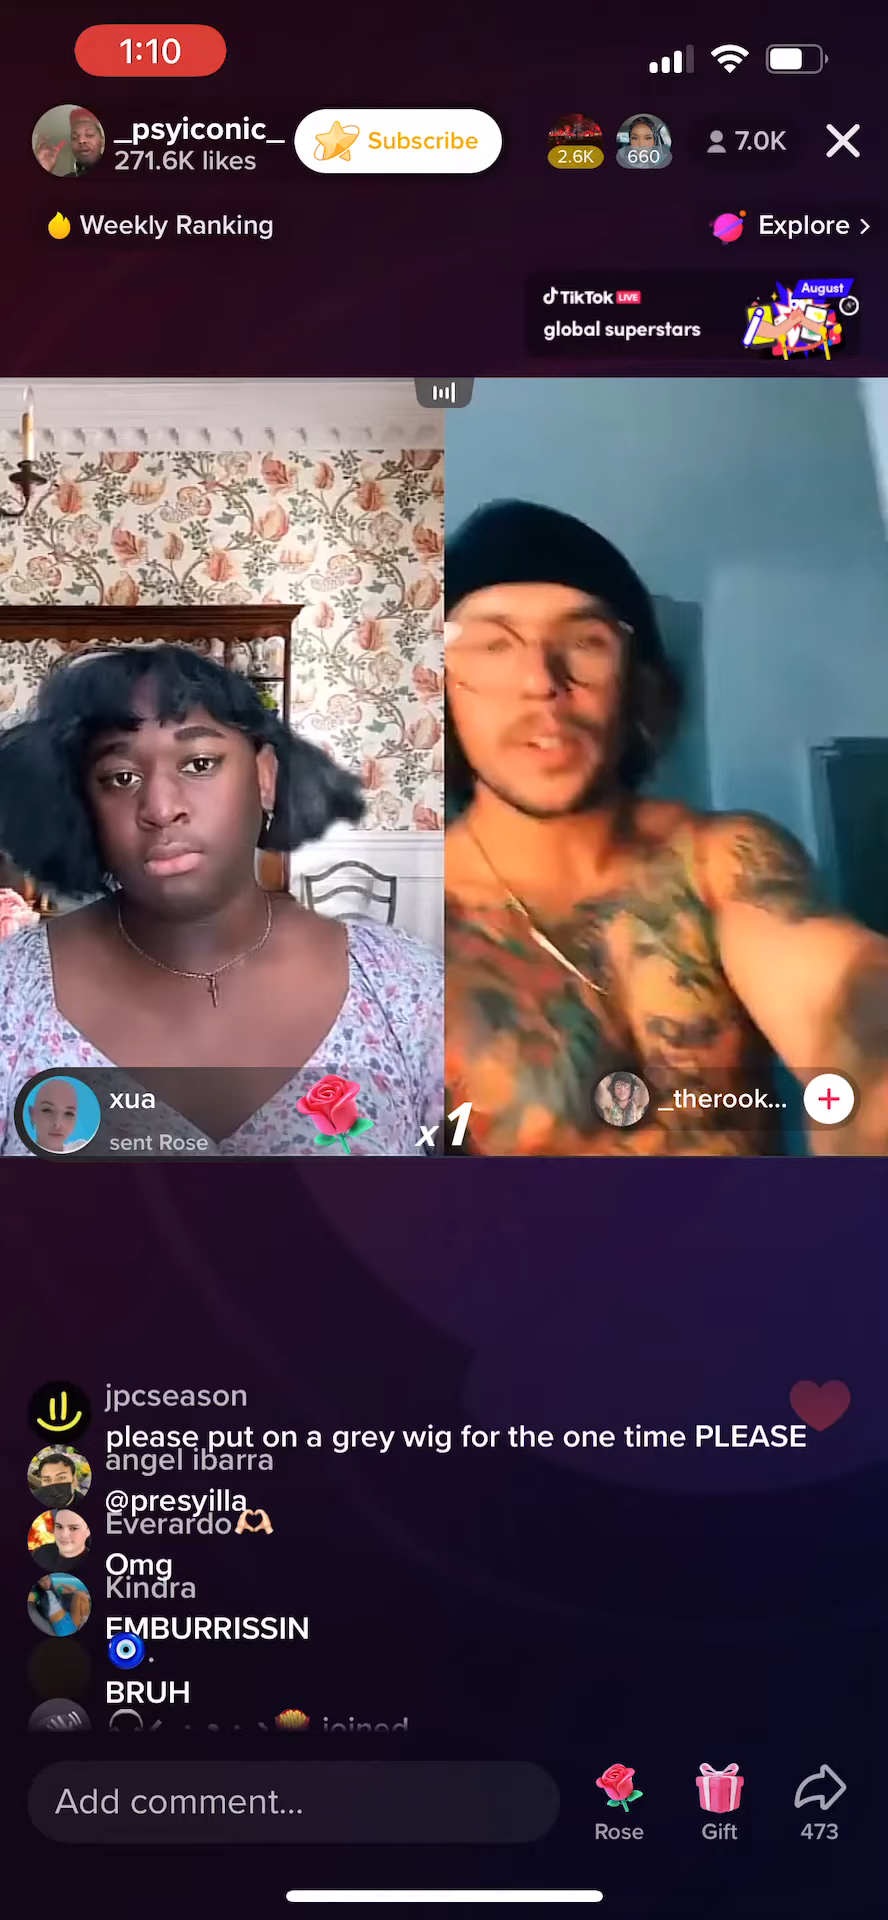 1:10
_psyiconic_
271.6K likes
Subscribe
2.6K
660
7.0K
Weekly Ranking
Explore >
TikTok LIVE
global superstars
August
xua
sent Rose
x1
_therook...
jpcseason
please put on a grey wig for the one time PLEASE
angel ibarra
@presyilla
Everardo🫶🏻
Omg
Kindra
EMBURRISSIN
🧿.
BRUH
joined
Add comment...
Rose
Gift
473